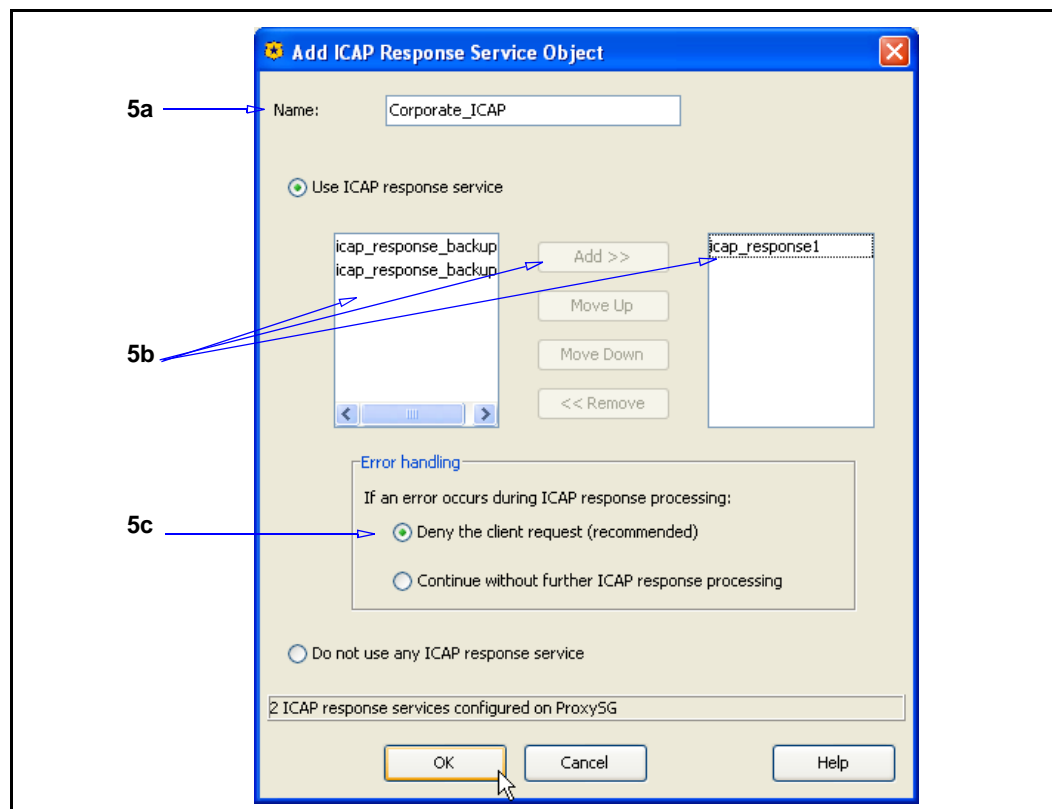 Add ICAP Response Service Object
5a
Name:
Corporate_ICAP
Use ICAP response service
icap_response_backup
icap_response_backup
Add >>
Move Up
Move Down
<< Remove
icap_response1
5b
Error handling
If an error occurs during ICAP response processing:
5c
Deny the client request (recommended)
Continue without further ICAP response processing
Do not use any ICAP response service
2 ICAP response services configured on ProxySG
OK
Cancel
Help